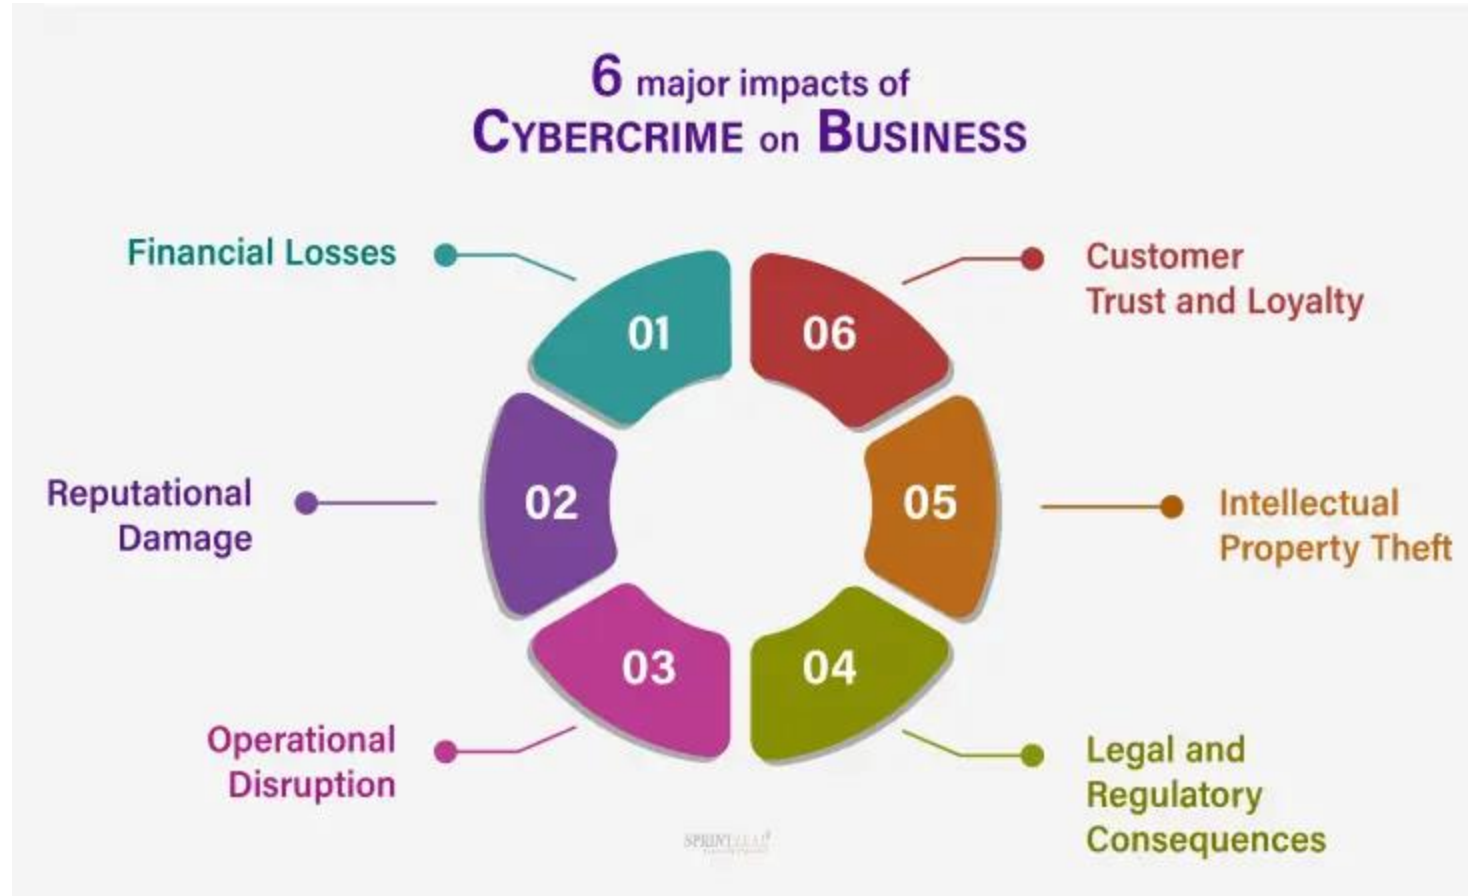 6 major impacts of
CYBERCRIME on BUSINESS
Financial Losses
01
Reputational
Damage
02
Operational
Disruption
03
04
Legal and
Regulatory
Consequences
05
Intellectual
Property Theft
06
Customer
Trust and Loyalty
SPRINTZEAL